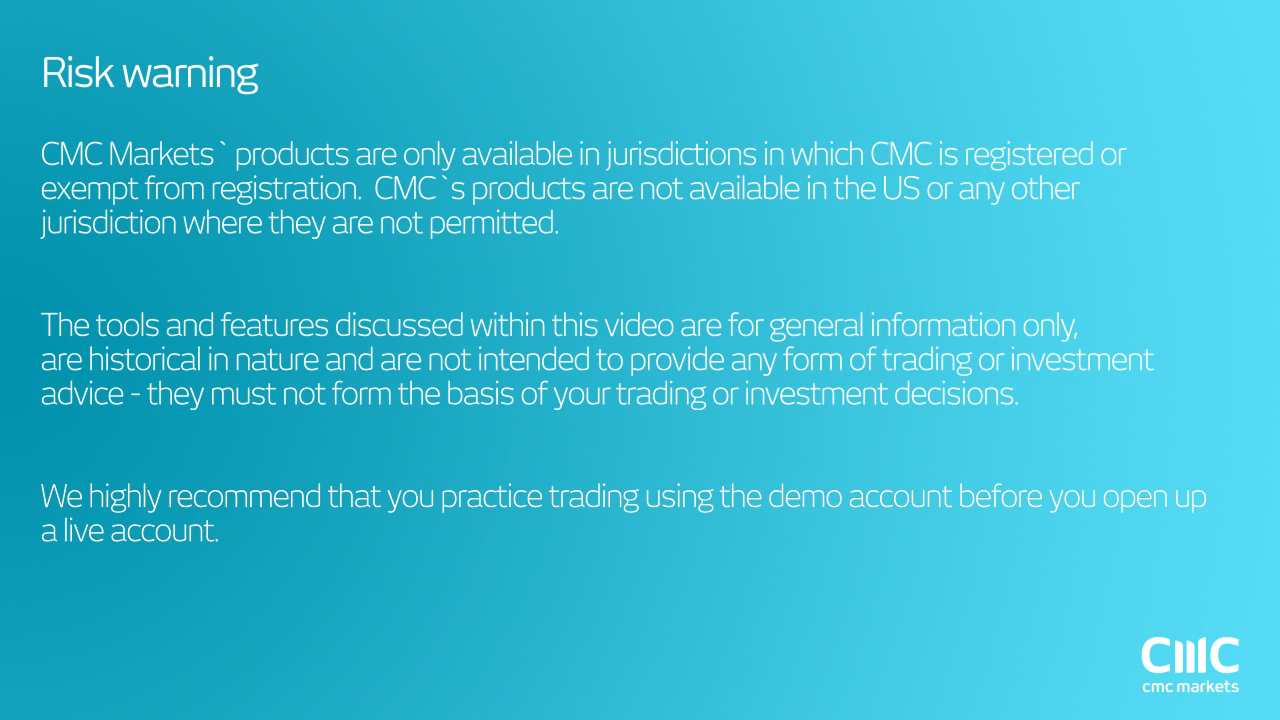 Risk warning
CMC Markets` products are only available in jurisdictions in which CMC is registered or
exempt from registration.  CMC`s products are not available in the US or any other
jurisdiction where they are not permitted.
The tools and features discussed within this video are for general information only,
are historical in nature and are not intended to provide any form of trading or investment
advice - they must not form the basis of your trading or investment decisions.
We highly recommend that you practice trading using the demo account before you open up
a live account.
CMC
cmc markets